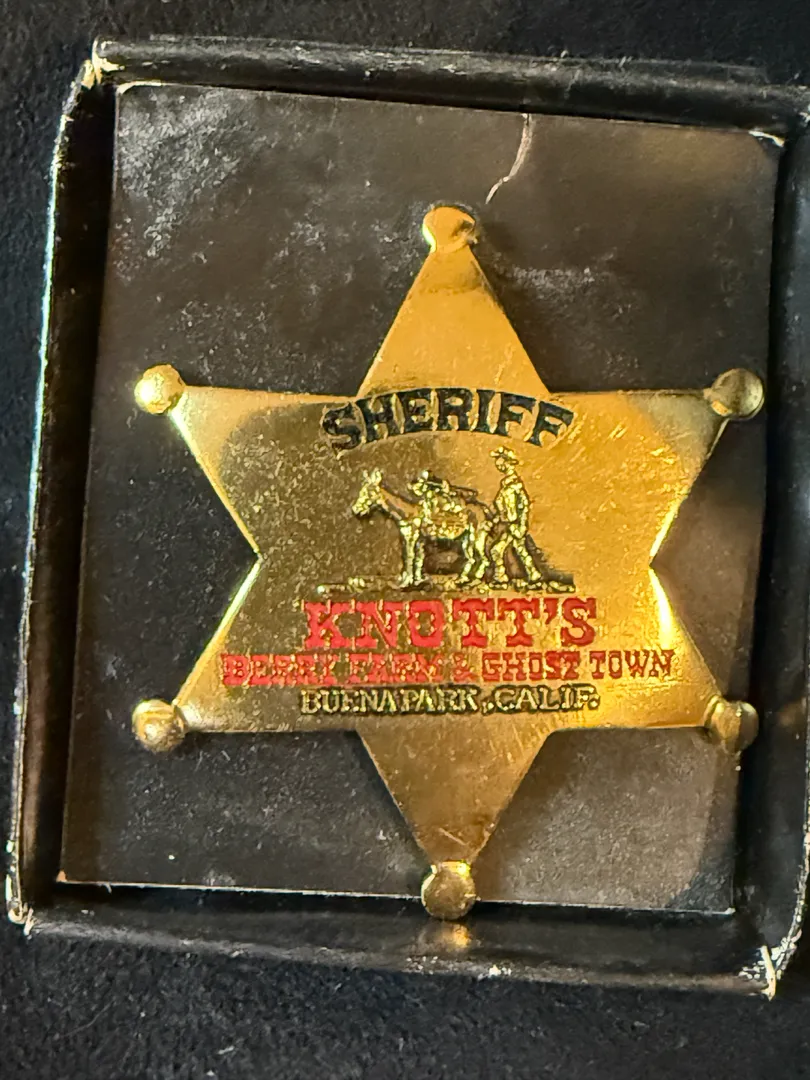 SHERIFF
KNOTT'S
BERRY FARM & GHOST TOWN
BUENA PARK, CALIF.